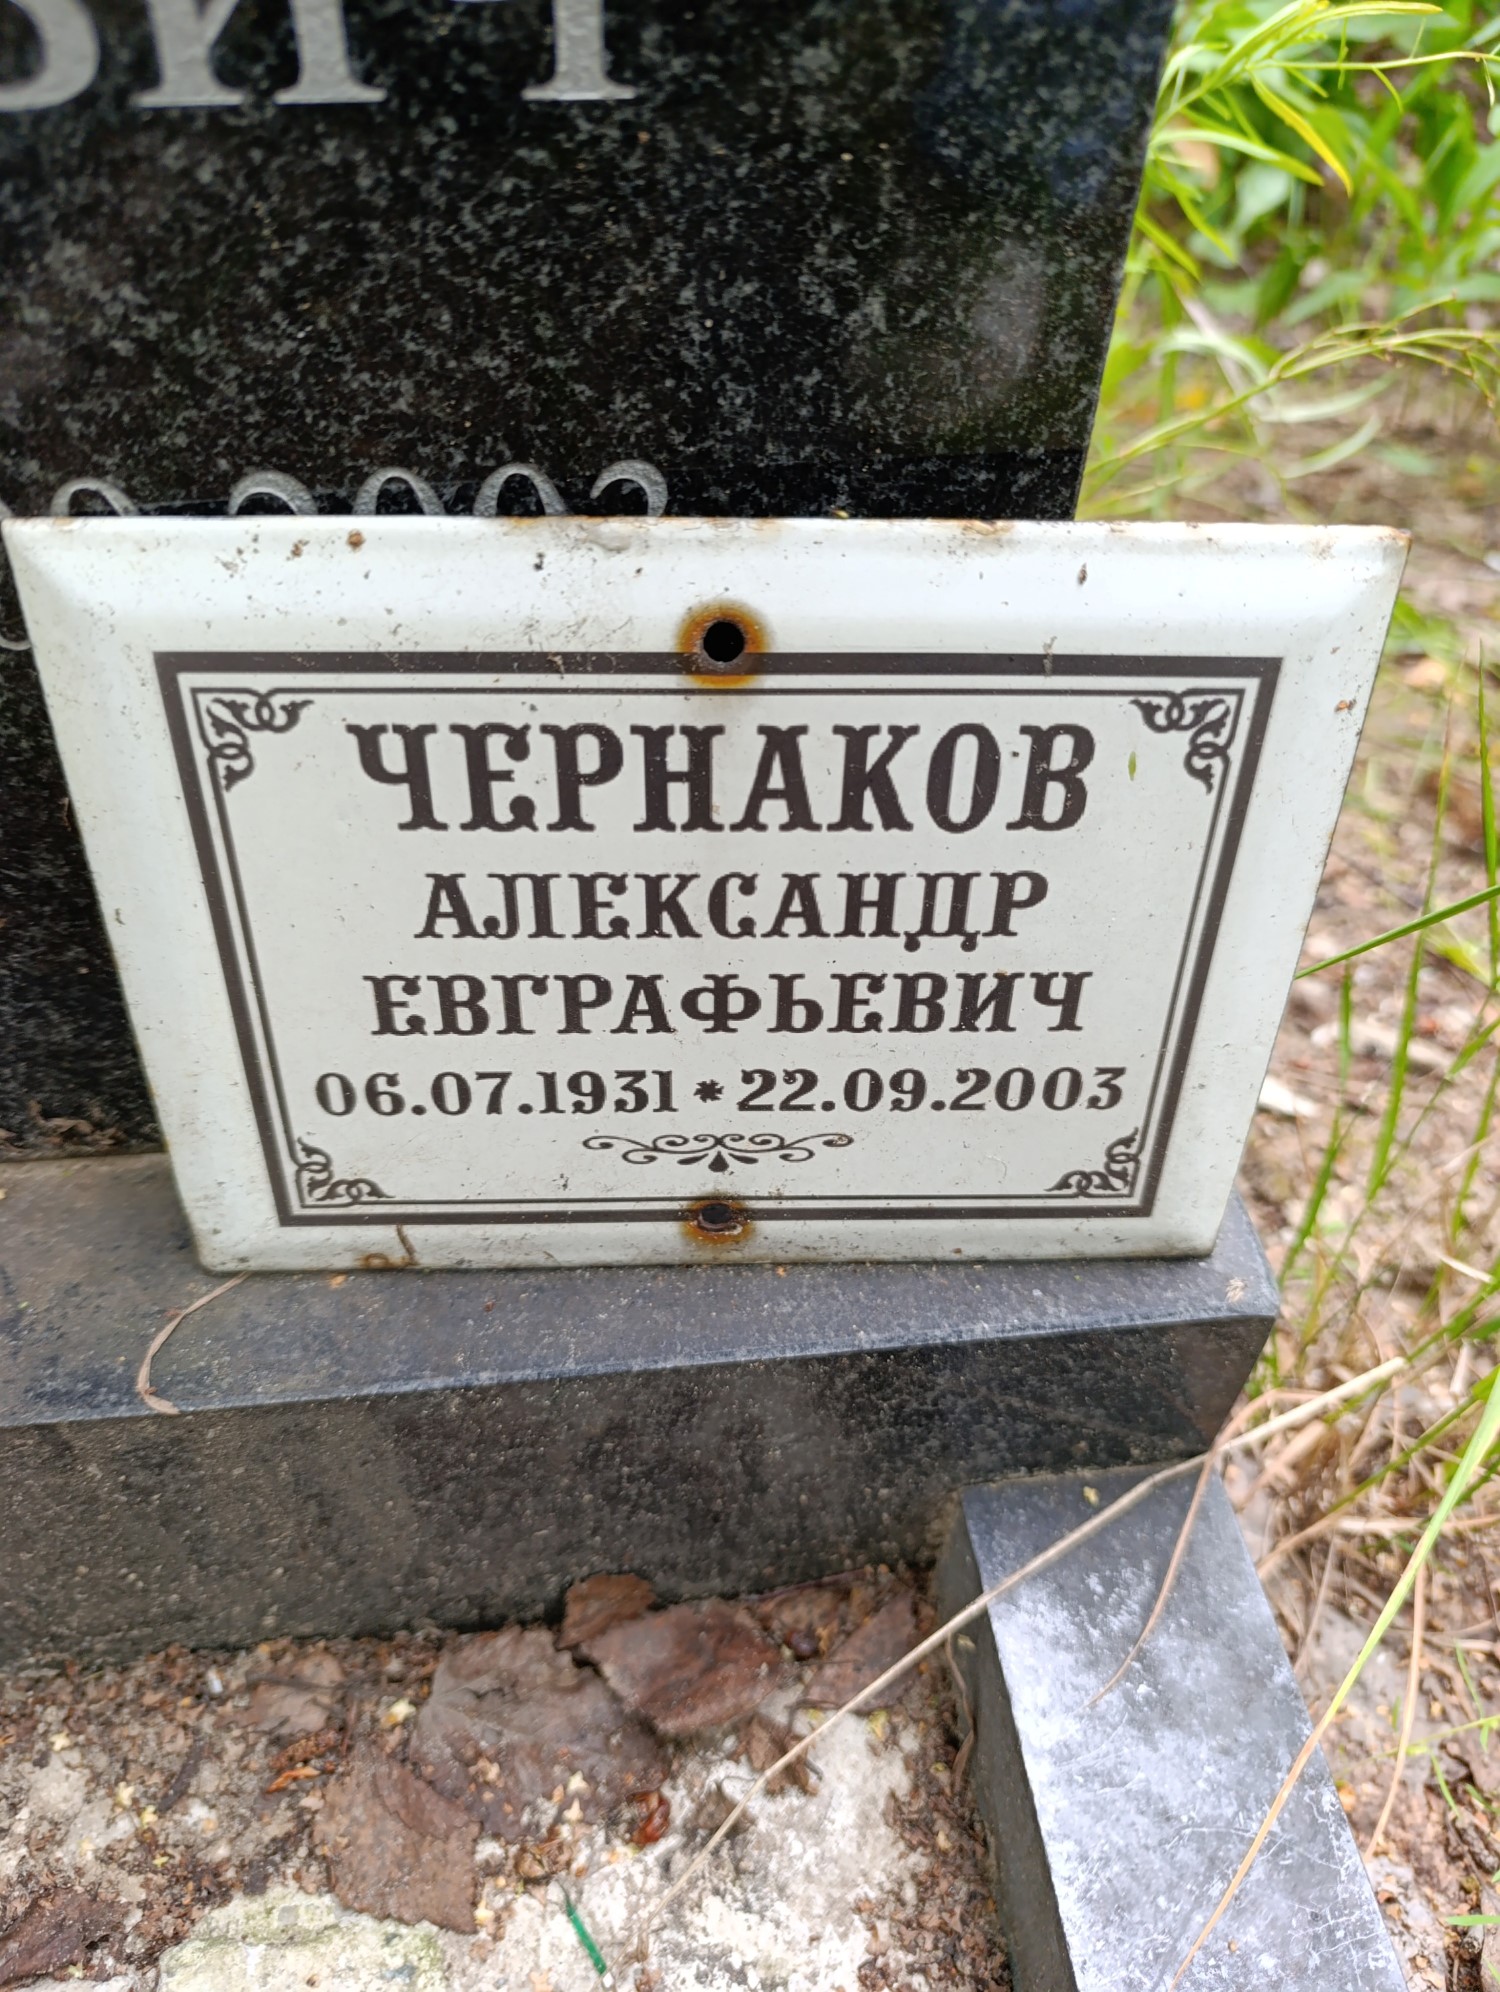 ЧЕРНАКОВ
АЛЕКСАНДР
ЕВГРАФЬЕВИЧ
06.07.1931 * 22.09.2003